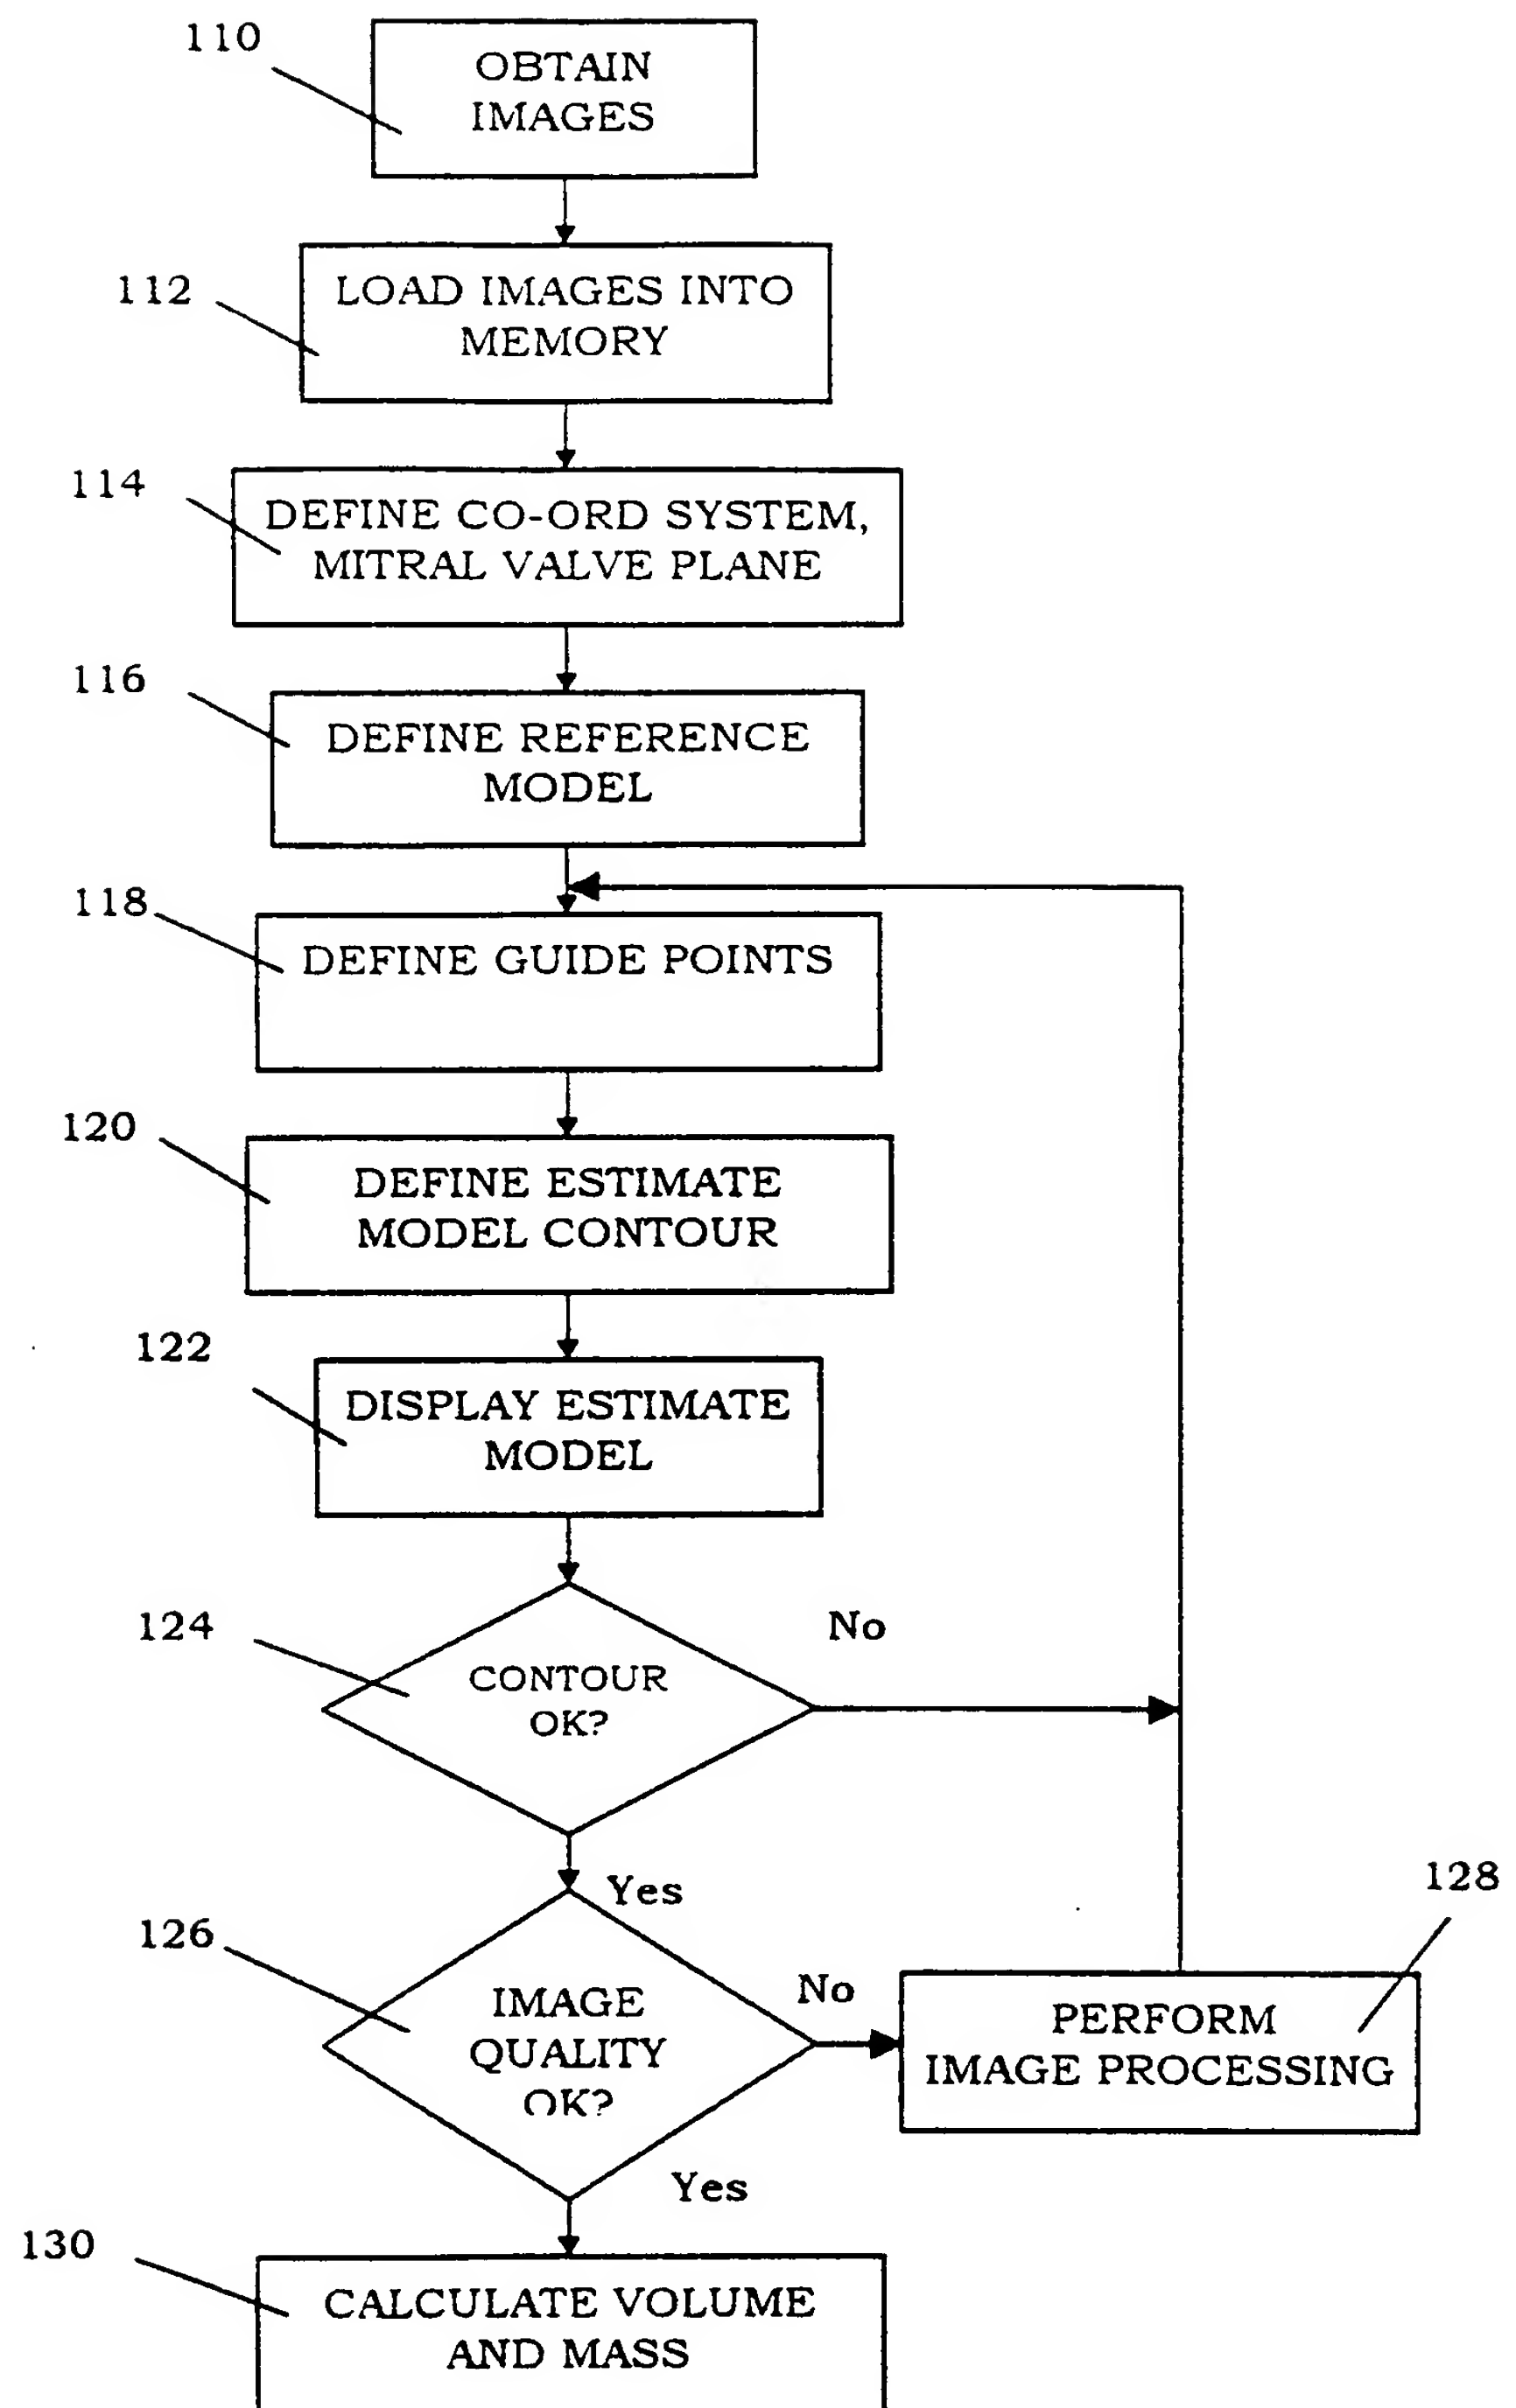 110
OBTAIN
IMAGES
112
LOAD IMAGES INTO
MEMORY
114
DEFINE CO-ORD SYSTEM,
MITRAL VALVE PLANE
116
DEFINE REFERENCE
MODEL
118
DEFINE GUIDE POINTS
120
DEFINE ESTIMATE
MODEL CONTOUR
122
DISPLAY ESTIMATE
MODEL
124
CONTOUR
OK?
No
Yes
126
IMAGE
QUALITY
OK?
No
128
PERFORM
IMAGE PROCESSING
Yes
130
CALCULATE VOLUME
AND MASS